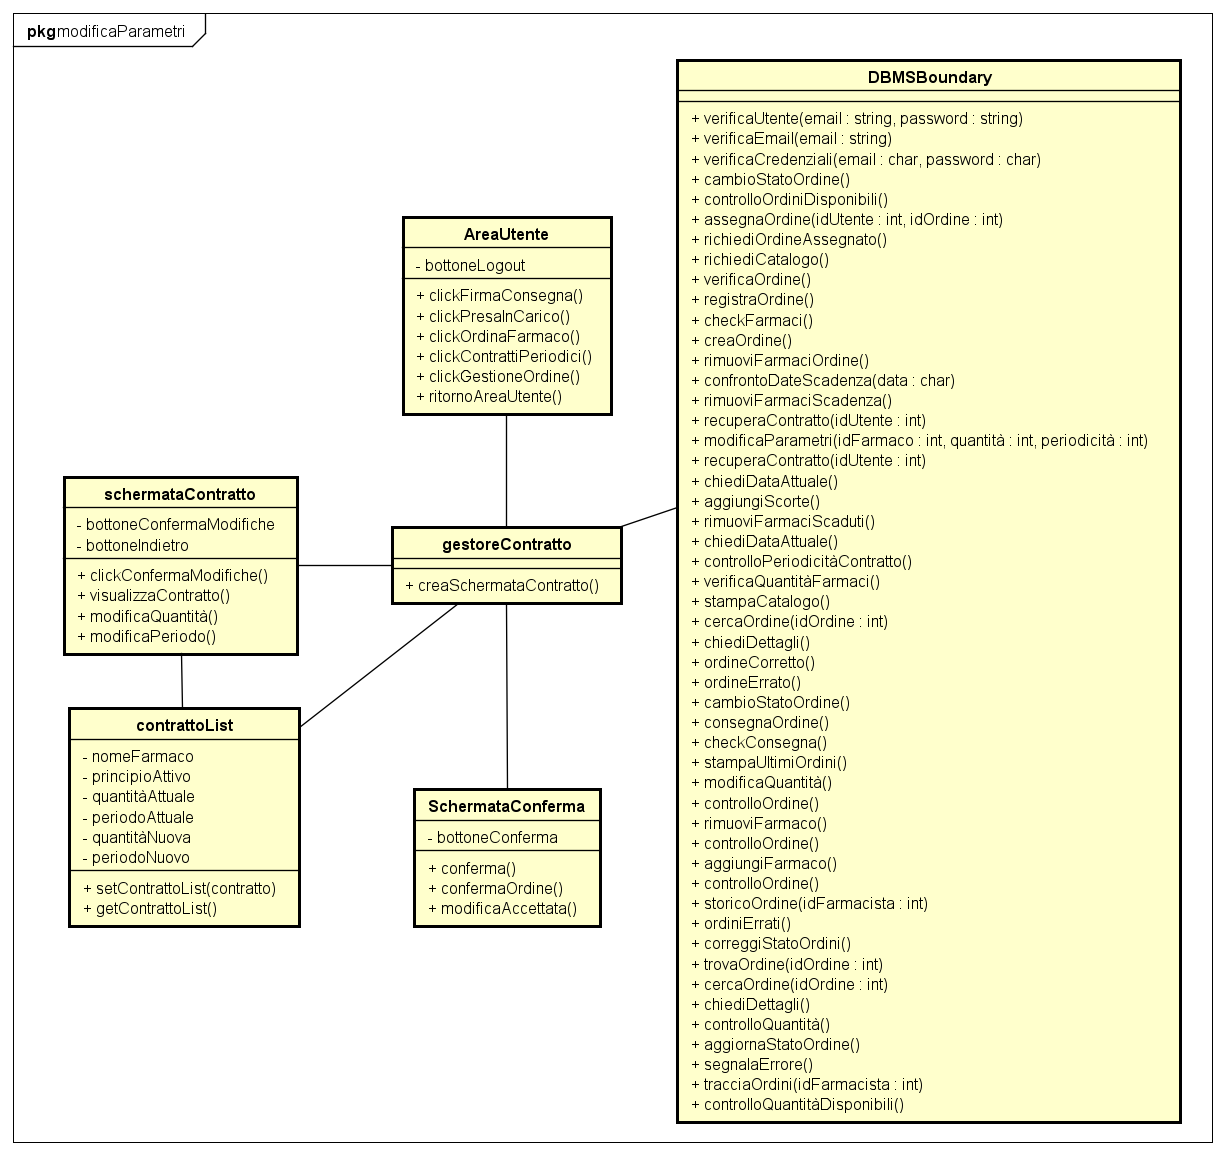 pkg modificaParametri
DBMSBoundary
+ verificaUtente(email : string, password : string)
+ verificaEmail(email : string)
+ verificaCredenziali(email : char, password : char)
+ cambioStatoOrdine()
+ controlloOrdiniDisponibili()
+ assegnaOrdine(idUtente : int, idOrdine : int)
+ richiediOrdineAssegnato()
+ richiediCatalogo()
+ verificaOrdine()
+ registraOrdine()
+ checkFarmaci()
+ creaOrdine()
+ rimuoviFarmaciOrdine()
+ confrontoDateScadenza(data : char)
+ rimuoviFarmaciScadenza()
+ recuperaContratto(idUtente : int)
+ modificaParametri(idFarmaco : int, quantità : int, periodicità : int)
+ recuperaContratto(idUtente : int)
+ chiediDataAttuale()
+ aggiungiScorte()
+ rimuoviFarmaciScaduti()
+ chiediDataAttuale()
+ controlloPeriodicitàContratto()
+ verificaQuantitàFarmaci()
+ stampaCatalogo()
+ cercaOrdine(idOrdine : int)
+ chiediDettagli()
+ ordineCorretto()
+ ordineErrato()
+ cambioStatoOrdine()
+ consegnaOrdine()
+ checkConsegna()
+ stampaUltimiOrdini()
+ modificaQuantità()
+ controlloOrdine()
+ rimuoviFarmaco()
+ controlloOrdine()
+ aggiungiFarmaco()
+ controlloOrdine()
+ storicoOrdine(idFarmacista : int)
+ ordiniErrati()
+ correggiStatoOrdini()
+ trovaOrdine(idOrdine : int)
+ cercaOrdine(idOrdine : int)
+ chiediDettagli()
+ controlloQuantità()
+ aggiornaStatoOrdine()
+ segnalaErrore()
+ tracciaOrdini(idFarmacista : int)
+ controlloQuantitàDisponibili()
AreaUtente
- bottoneLogout
+ clickFirmaConsegna()
+ clickPresaInCarico()
+ clickOrdinaFarmaco()
+ clickContrattiPeriodici()
+ clickGestioneOrdine()
+ ritornoAreaUtente()
schermataContratto
- bottoneConfermaModifiche
- bottoneIndietro
+ clickConfermaModifiche()
+ visualizzaContratto()
+ modificaQuantità()
+ modificaPeriodo()
gestoreContratto
+ creaSchermataContratto()
contrattoList
- nomeFarmaco
- principioAttivo
- quantitàAttuale
- periodoAttuale
- quantitàNuova
- periodoNuovo
+ setContrattoList(contratto)
+ getContrattoList()
SchermataConferma
- bottoneConferma
+ conferma()
+ confermaOrdine()
+ modificaAccettata()